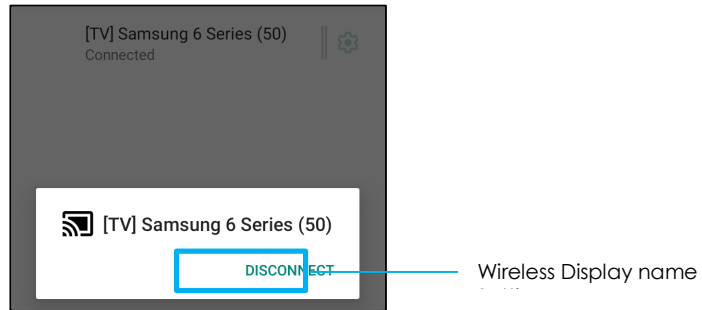 [TV] Samsung 6 Series (50)
Connected
[TV] Samsung 6 Series (50)
DISCONNECT
Wireless Display name